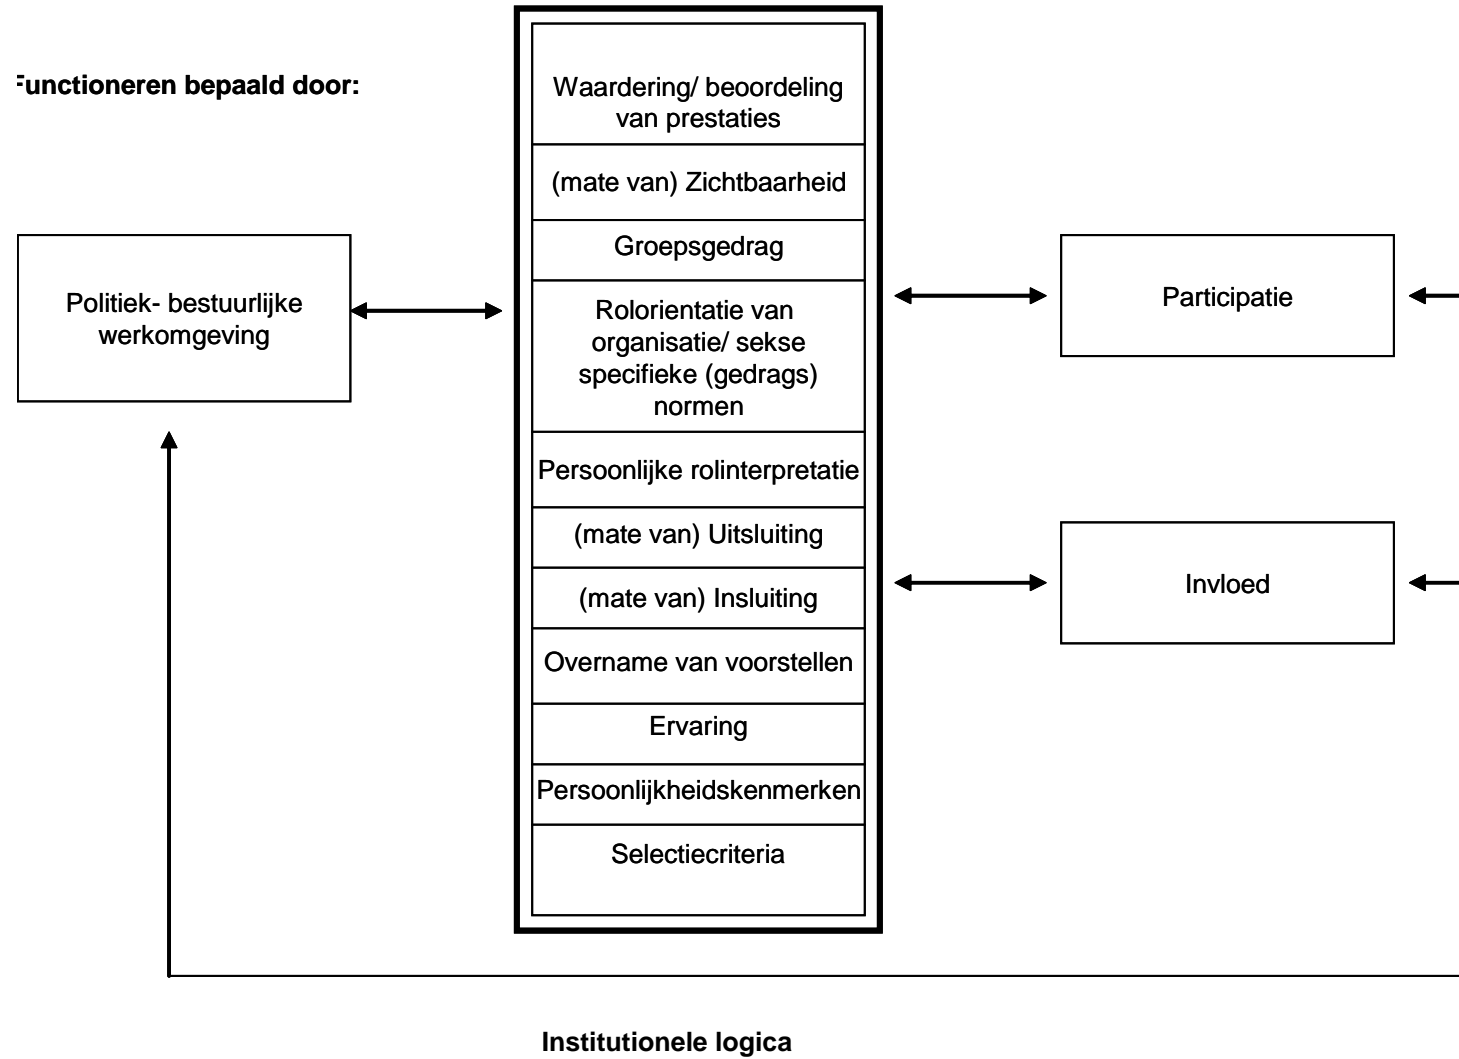 Functioneren bepaald door:
Waardering/ beoordeling
van prestaties
(mate van) Zichtbaarheid
Groepsgedrag
Rolorientatie van
organisatie/ sekse
specifieke (gedrags)
normen
Persoonlijke rolinterpretatie
(mate van) Uitsluiting
(mate van) Insluiting
Overname van voorstellen
Ervaring
Persoonlijkheidskenmerken
Selectiecriteria
Politiek- bestuurlijke
werkomgeving
Participatie
Invloed
Institutionele logica